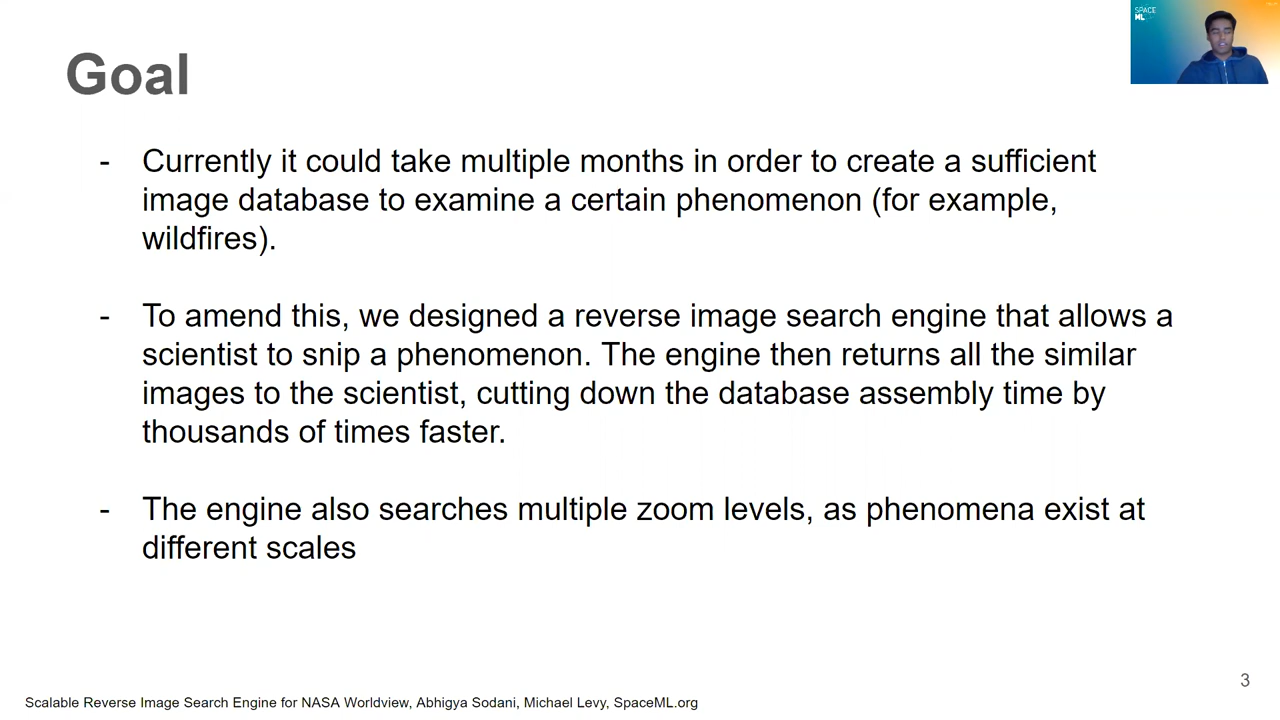 SPACE
ML
Goal
- Currently it could take multiple months in order to create a sufficient
image database to examine a certain phenomenon (for example,
wildfires).
- To amend this, we designed a reverse image search engine that allows a
scientist to snip a phenomenon. The engine then returns all the similar
images to the scientist, cutting down the database assembly time by
thousands of times faster.
- The engine also searches multiple zoom levels, as phenomena exist at
different scales
3
Scalable Reverse Image Search Engine for NASA Worldview, Abhigya Sodani, Michael Levy, SpaceML.org